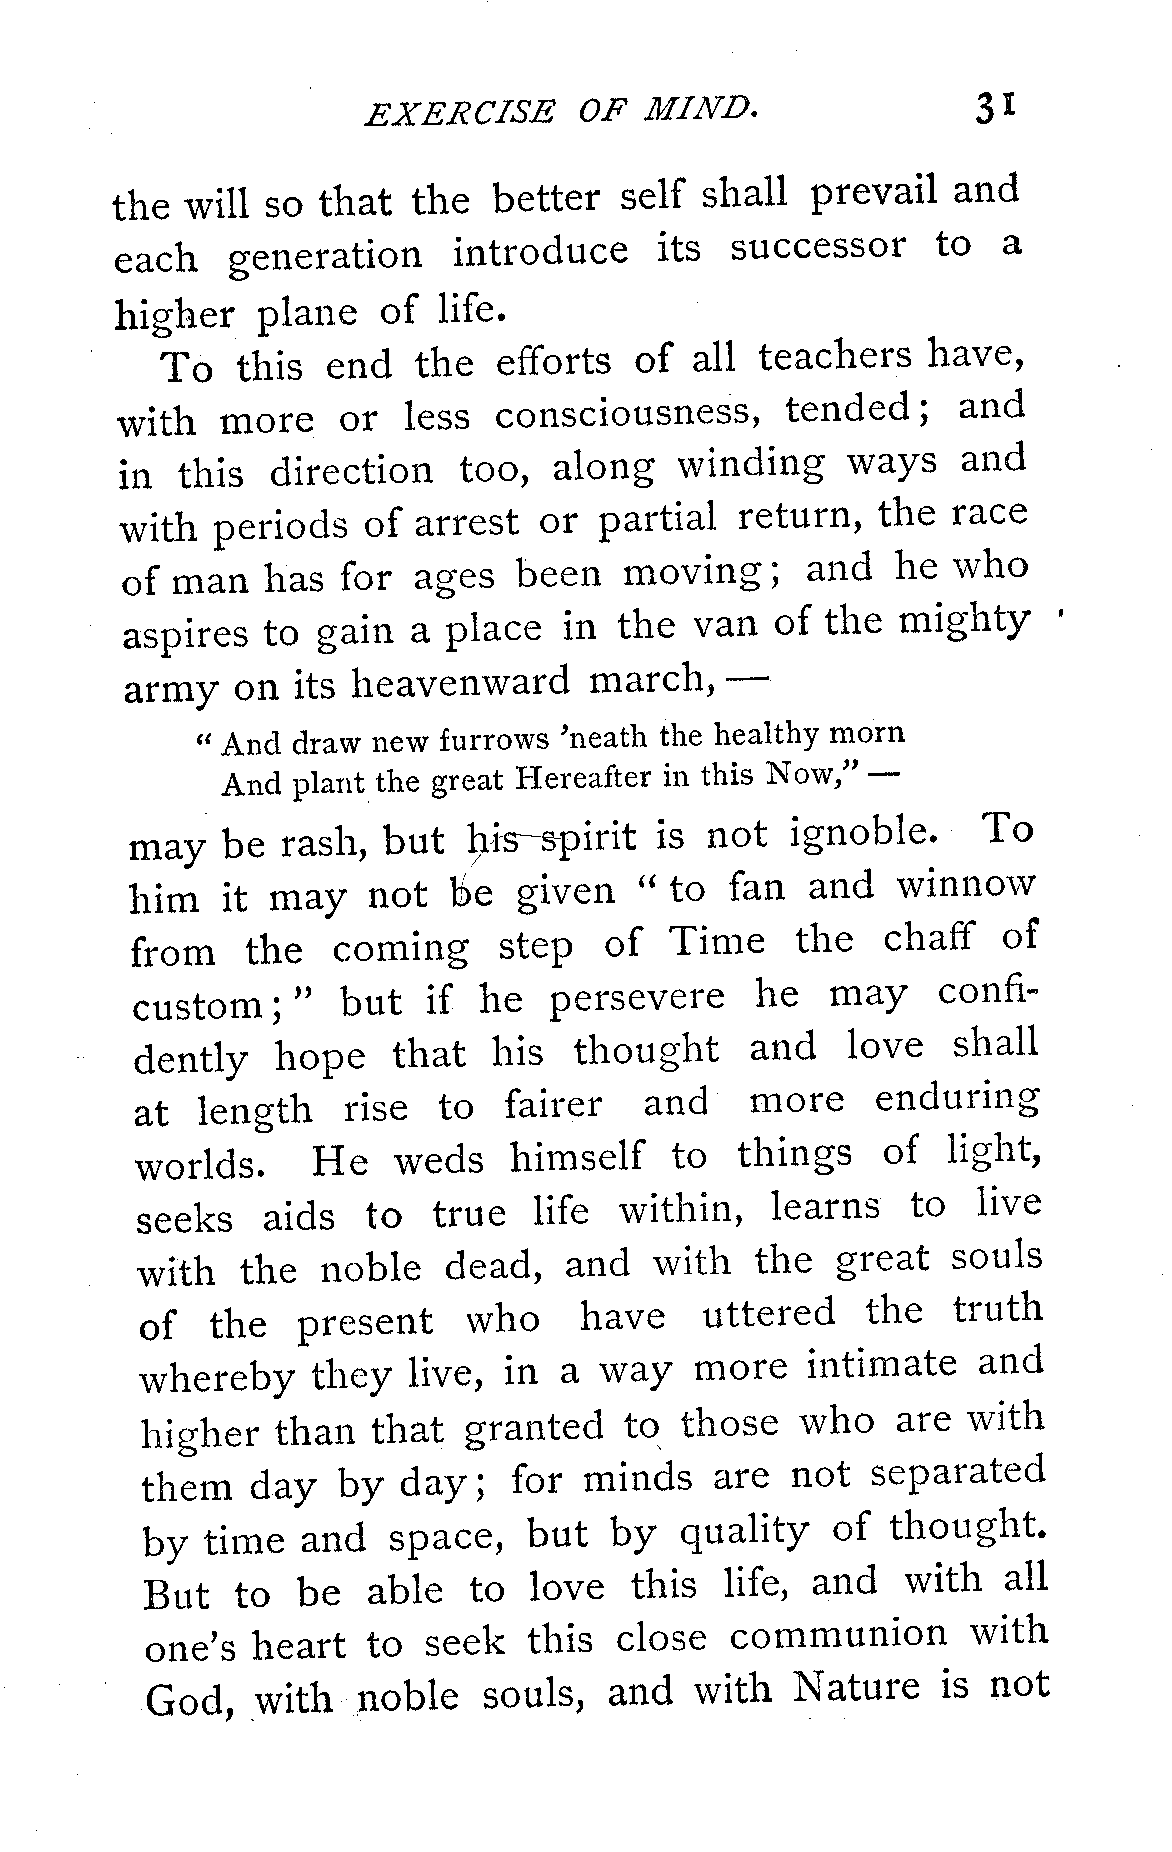 EXERCISE OF MIND. 31
the will so that the better self shall prevail and
each generation introduce its successor to a
higher plane of life.
To this end the efforts of all teachers have,
with more or less consciousness, tended; and
in this direction too, along winding ways and
with periods of arrest or partial return, the race
of man has for ages been moving; and he who
aspires to gain a place in the van of the mighty
army on its heavenward march, —
“ And draw new furrows ’neath the healthy morn
And plant the great Hereafter in this Now,” —
may be rash, but his spirit is not ignoble. To
him it may not be given “ to fan and winnow
from the coming step of Time the chaff of
custom; ” but if he persevere he may confi-
dently hope that his thought and love shall
at length rise to fairer and more enduring
worlds. He weds himself to things of light,
seeks aids to true life within, learns to live
with the noble dead, and with the great souls
of the present who have uttered the truth
whereby they live, in a way more intimate and
higher than that granted to those who are with
them day by day; for minds are not separated
by time and space, but by quality of thought.
But to be able to love this life, and with all
one’s heart to seek this close communion with
God, with noble souls, and with Nature is not